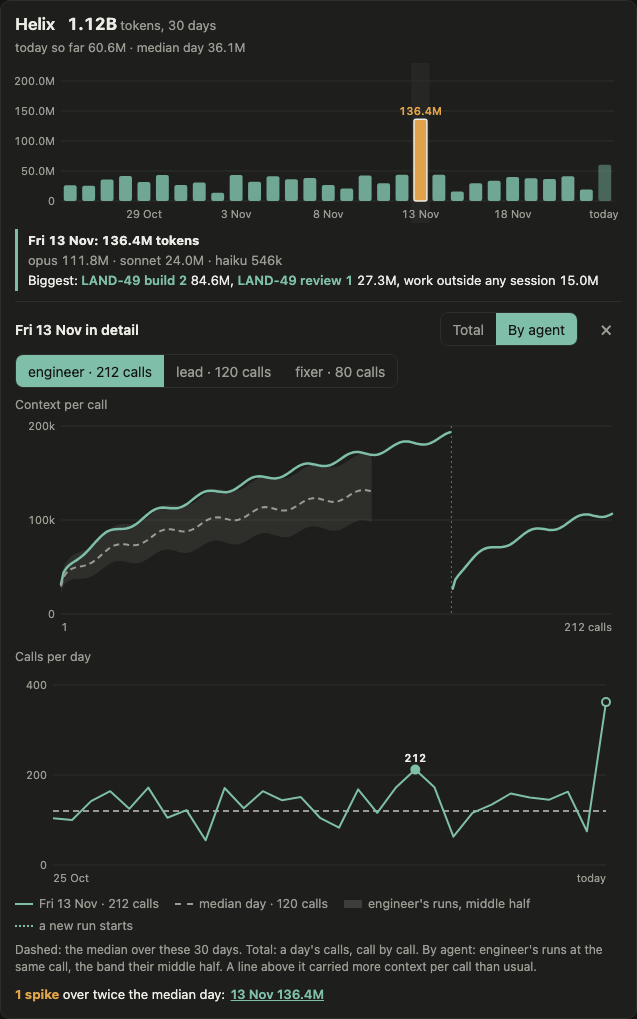 Helix 1.12B tokens, 30 days
today so far 60.6M · median day 36.1M
200.0M
150.0M
100.0M
50.0M
0
136.4M
29 Oct 3 Nov 8 Nov 13 Nov 18 Nov today
Fri 13 Nov: 136.4M tokens
opus 111.8M · sonnet 24.0M · haiku 546k
Biggest: LAND-49 build 2 84.6M, LAND-49 review 1 27.3M, work outside any session 15.0M
Fri 13 Nov in detail
Total By agent ×
engineer · 212 calls lead · 120 calls fixer · 80 calls
Context per call
200k
100k
0
1 212 calls
Calls per day
400
200
0
212
25 Oct today
Fri 13 Nov · 212 calls median day · 120 calls engineer's runs, middle half
a new run starts
Dashed: the median over these 30 days. Total: a day's calls, call by call. By agent: engineer's runs at the
same call, the band their middle half. A line above it carried more context per call than usual.
1 spike over twice the median day: 13 Nov 136.4M